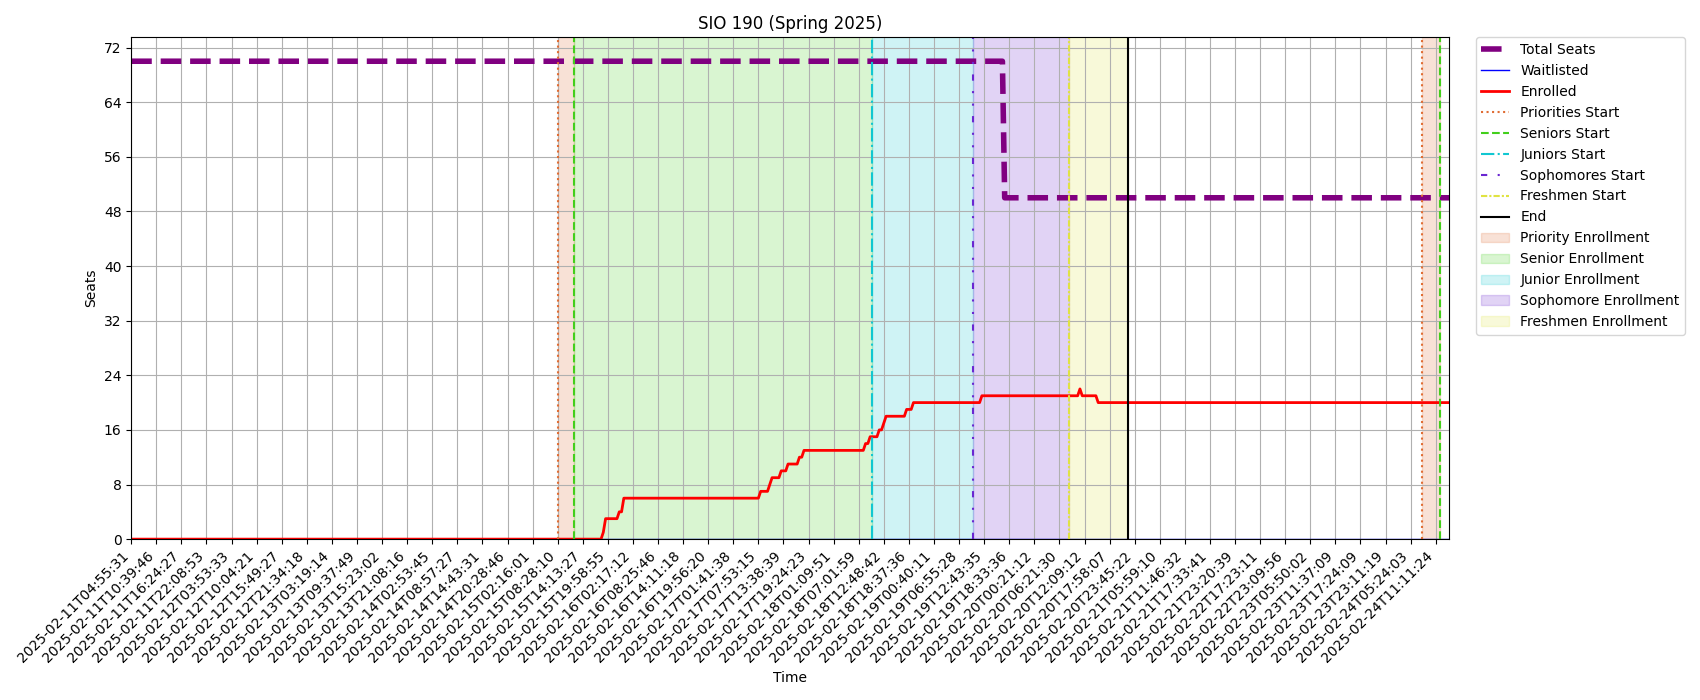 SIO 190 (Spring 2025)
72
64
56
48
40
32
24
16
8
0
Seats
2025-02-11T04:55:31
2025-02-11T10:39:46
2025-02-11T16:24:27
2025-02-11T22:08:53
2025-02-12T03:53:33
2025-02-12T10:04:21
2025-02-12T15:49:27
2025-02-12T21:34:18
2025-02-13T03:19:14
2025-02-13T09:37:49
2025-02-13T15:23:02
2025-02-13T21:08:16
2025-02-14T02:53:45
2025-02-14T08:57:27
2025-02-14T14:43:31
2025-02-14T20:28:46
2025-02-15T02:16:01
2025-02-15T08:28:10
2025-02-15T14:13:27
2025-02-15T19:58:55
2025-02-16T02:17:12
2025-02-16T08:25:46
2025-02-16T14:11:18
2025-02-16T19:56:20
2025-02-17T01:41:38
2025-02-17T07:53:15
2025-02-17T13:38:39
2025-02-17T19:24:23
2025-02-18T01:09:51
2025-02-18T07:01:59
2025-02-18T12:48:42
2025-02-18T18:37:36
2025-02-19T00:40:11
2025-02-19T06:55:28
2025-02-19T12:43:35
2025-02-19T18:33:36
2025-02-20T00:21:12
2025-02-20T06:21:30
2025-02-20T12:09:12
2025-02-20T17:58:07
2025-02-20T23:45:22
2025-02-21T05:59:10
2025-02-21T11:46:32
2025-02-21T17:33:41
2025-02-21T23:20:39
2025-02-22T17:23:11
2025-02-22T23:09:56
2025-02-23T05:50:02
2025-02-23T11:37:09
2025-02-23T17:24:09
2025-02-23T23:11:19
2025-02-24T05:24:03
2025-02-24T11:11:24
Time
Total Seats
Waitlisted
Enrolled
Priorities Start
Seniors Start
Juniors Start
Sophomores Start
Freshmen Start
End
Priority Enrollment
Senior Enrollment
Junior Enrollment
Sophomore Enrollment
Freshmen Enrollment